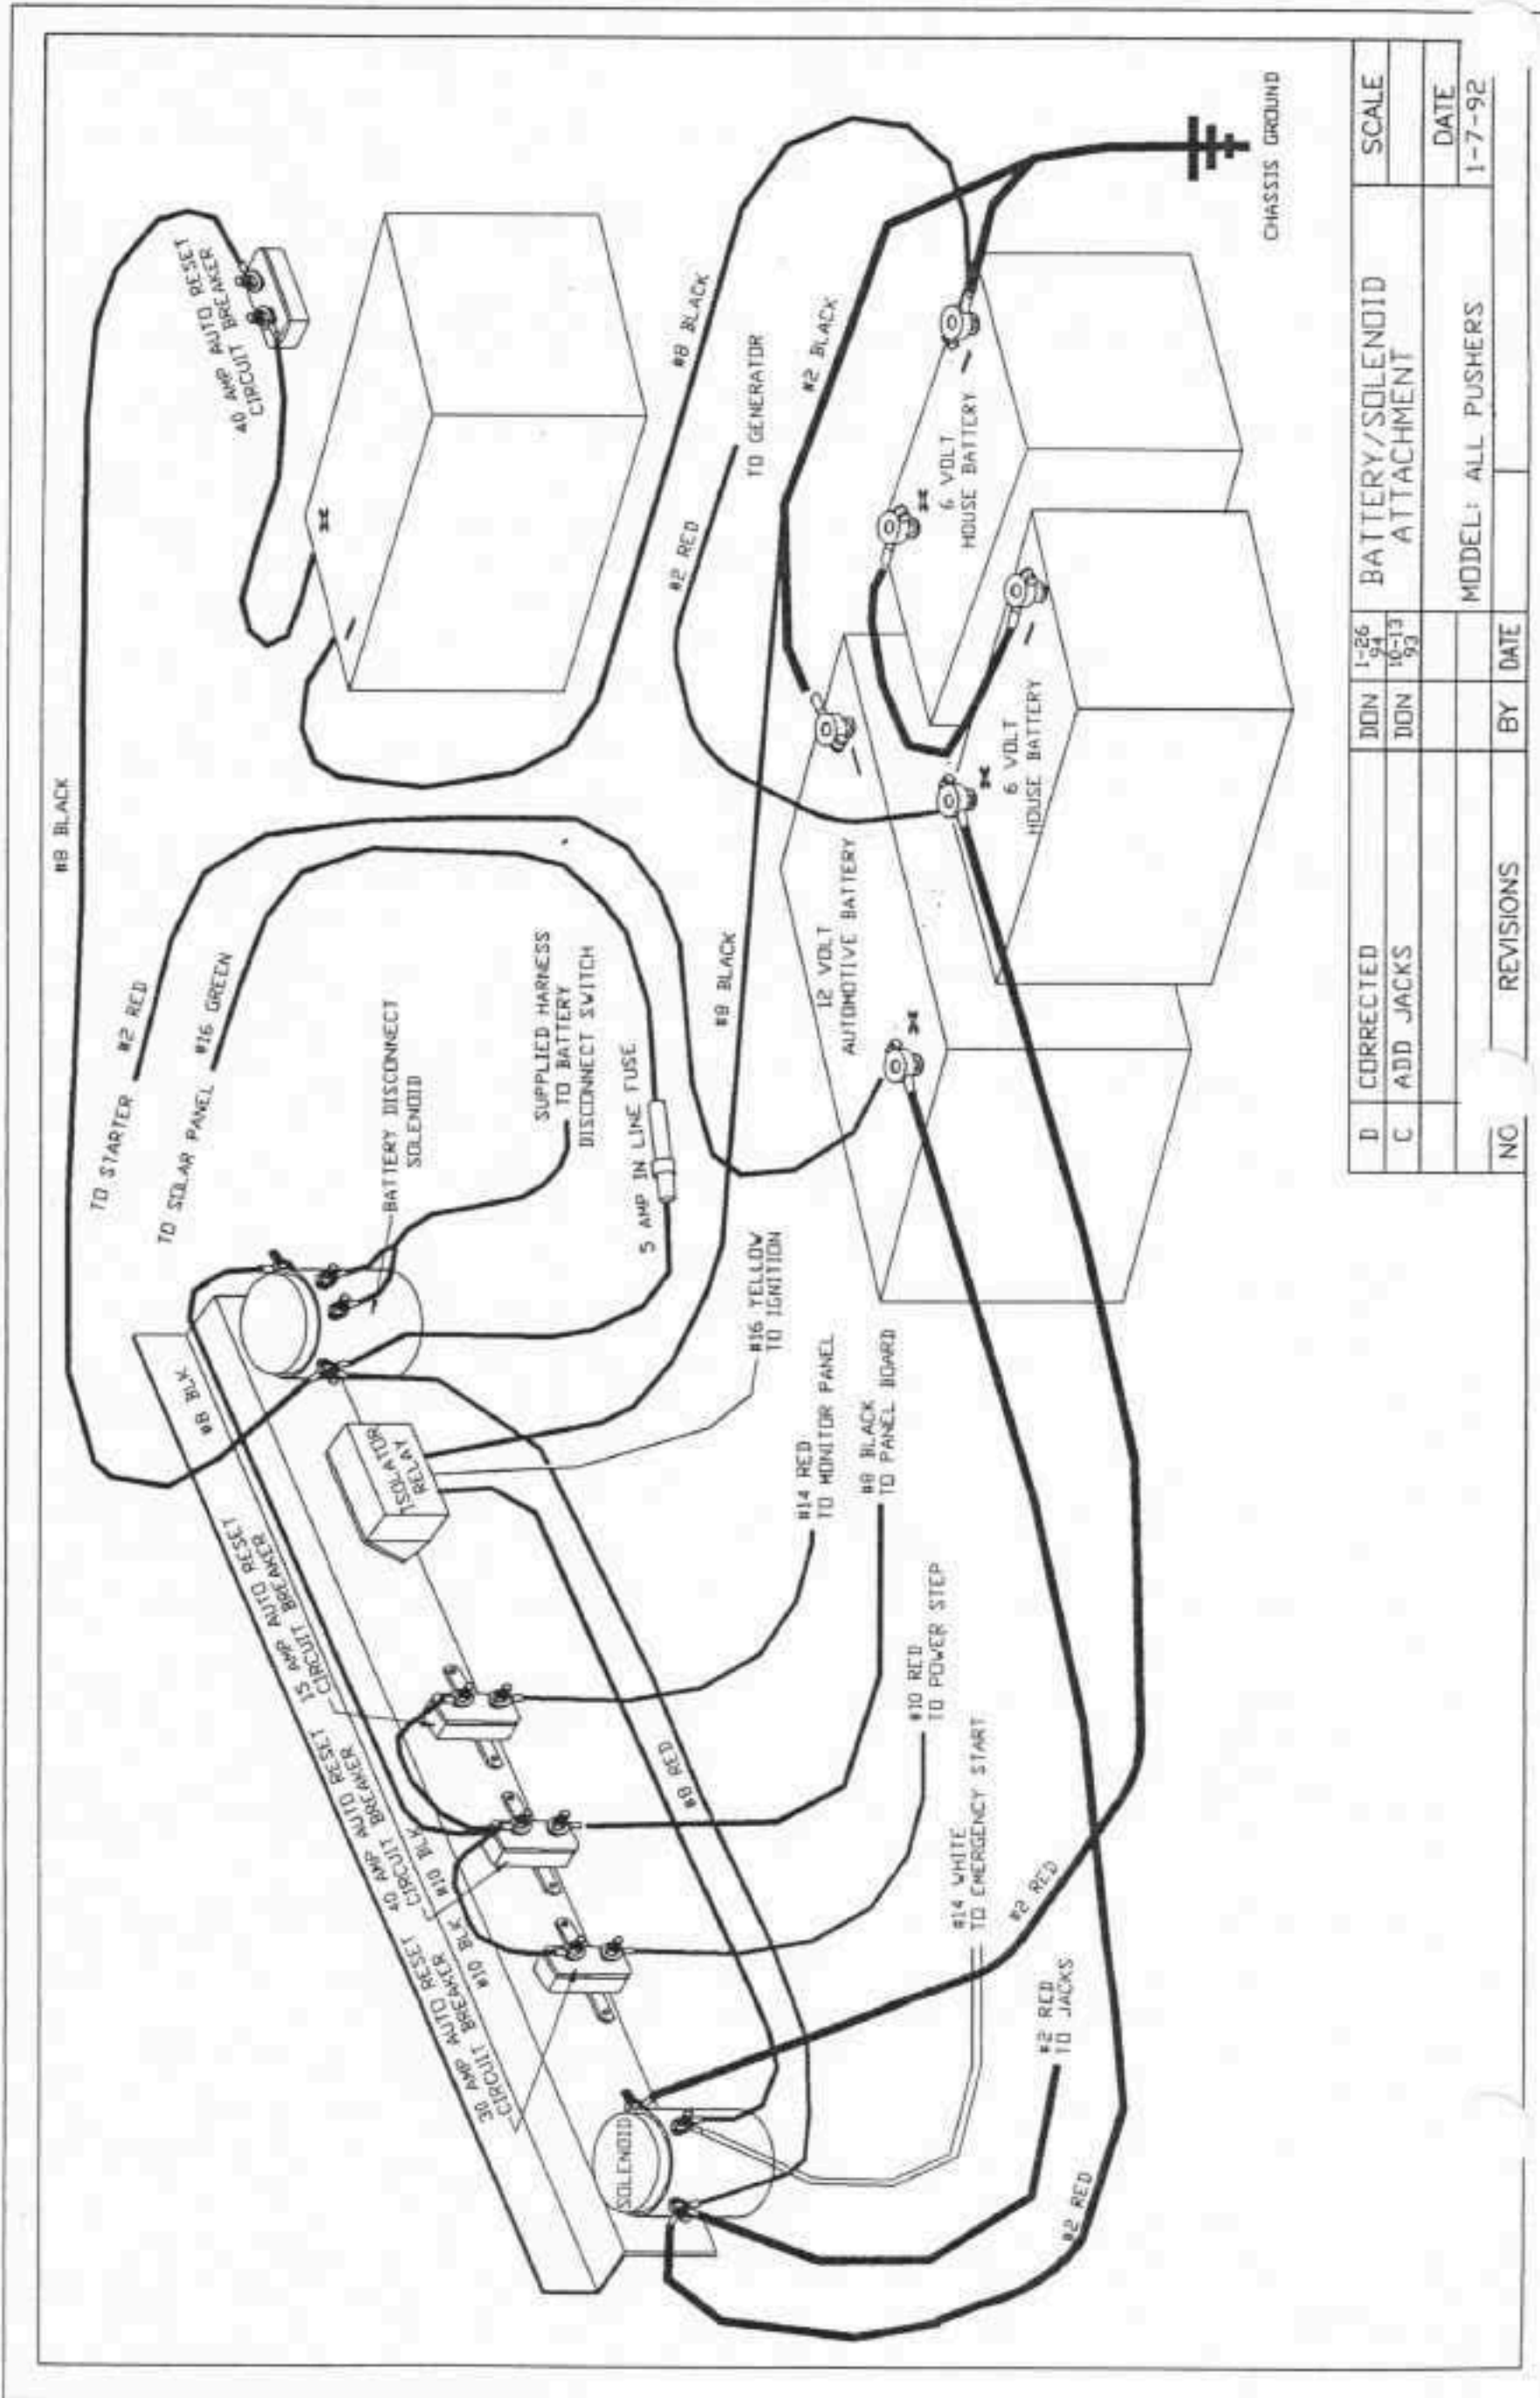 #8 BLACK
40 AMP AUTO RESET
CIRCUIT BREAKER
TO STARTER
#2 RED
TO SOLAR PANEL
#16 GREEN
BATTERY DISCONNECT
SOLENOID
SUPPLIED HARNESS
TO BATTERY
DISCONNECT SWITCH
5 AMP IN LINE FUSE
#8 BLK
ISOLATOR
RELAY
#16 YELLOW
TO IGNITION
15 AMP AUTO RESET
CIRCUIT BREAKER
40 AMP AUTO RESET
CIRCUIT BREAKER
#10 BLK
30 AMP AUTO RESET
CIRCUIT BREAKER
#10 BLK
SOLENOID
#8 RED
#14 RED
TO MONITOR PANEL
#8 BLACK
TO PANEL BOARD
#10 RED
TO POWER STEP
#14 WHITE
TO EMERGENCY START
#2 RED
#2 RED
TO JACKS
#2 RED
#8 BLACK
#8 BLACK
#2 RED
TO GENERATOR
#2 BLACK
12 VOLT
AUTOMOTIVE BATTERY
6 VOLT
HOUSE BATTERY
6 VOLT
HOUSE BATTERY
CHASSIS GROUND
D CORRECTED DON 1-26 94
C ADD JACKS DON 10-13 93
NO REVISIONS BY DATE
BATTERY/SOLENOID
ATTACHMENT
MODEL: ALL PUSHERS
SCALE
DATE
1-7-92